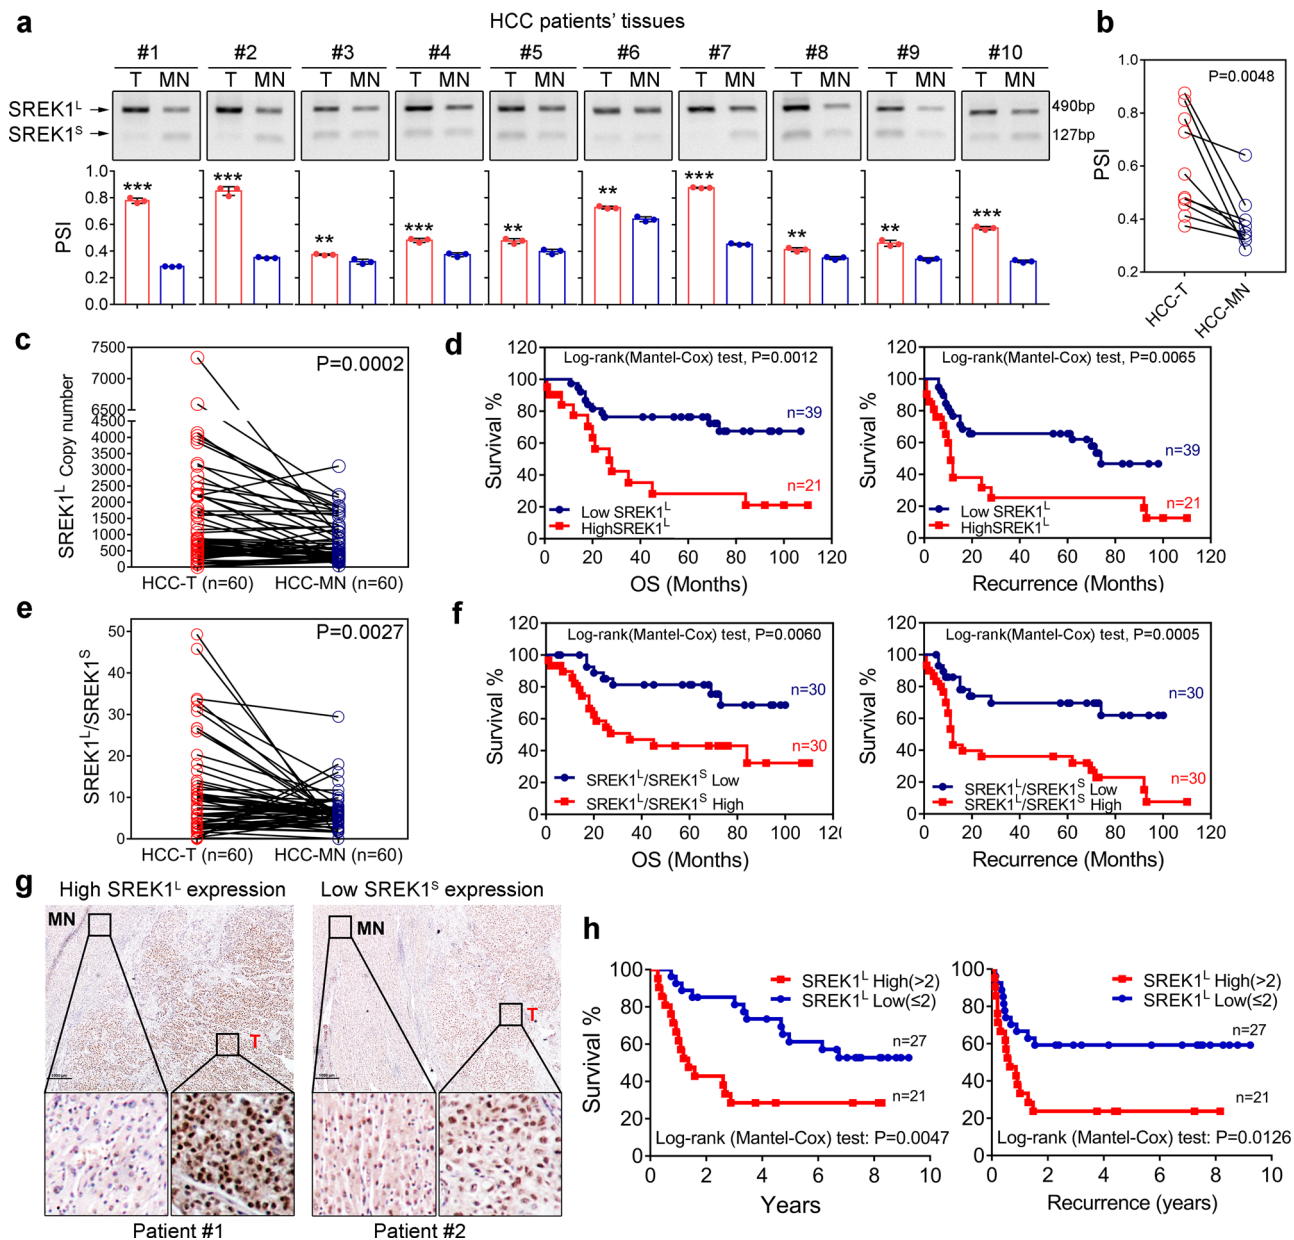 a
HCC patients' tissues
#1 #2 #3 #4 #5 #6 #7 #8 #9 #10
T MN T MN T MN T MN T MN T MN T MN T MN T MN T MN
SREK1L
490bp
SREK1S
127bp
PSI
1.0
0.8
0.6
0.4
0.2
0.0
*** *** ** *** ** ** *** ** ** ***
b
P=0.0048
PSI
1.0
0.8
0.6
0.4
0.2
HCC-T
HCC-MN
c
P=0.0002
SREK1L Copy number
7500
7000
6500
4500
4000
3500
3000
2500
2000
1500
1000
500
0
HCC-T (n=60)
HCC-MN (n=60)
d
Log-rank(Mantel-Cox) test, P=0.0012
Survival %
120
100
80
60
40
20
0
n=39
n=21
Low SREK1L
HighSREK1L
0 20 40 60 80 100 120
OS (Months)
Log-rank(Mantel-Cox) test, P=0.0065
Survival %
120
100
80
60
40
20
0
n=39
n=21
Low SREK1L
HighSREK1L
0 20 40 60 80 100 120
Recurrence (Months)
e
P=0.0027
SREK1L/SREK1S
50
40
30
20
10
0
HCC-T (n=60)
HCC-MN (n=60)
f
Log-rank(Mantel-Cox) test, P=0.0060
Survival %
120
100
80
60
40
20
0
n=30
n=30
SREK1L/SREK1S Low
SREK1L/SREK1S High
0 20 40 60 80 100 120
OS (Months)
Log-rank(Mantel-Cox) test, P=0.0005
Survival %
120
100
80
60
40
20
0
n=30
n=30
SREK1L/SREK1S Low
SREK1L/SREK1S High
0 20 40 60 80 100 120
Recurrence (Months)
g
High SREK1L expression
Low SREK1S expression
MN
T
MN
T
Patient #1
Patient #2
h
100
80
60
40
20
0
Survival %
SREK1L High(>2)
SREK1L Low(≤2)
n=27
n=21
Log-rank (Mantel-Cox) test: P=0.0047
0 2 4 6 8 10
Years
100
80
60
40
20
0
SREK1L High(>2)
SREK1L Low(≤2)
n=27
n=21
Log-rank (Mantel-Cox) test: P=0.0126
0 2 4 6 8 10
Recurrence (years)